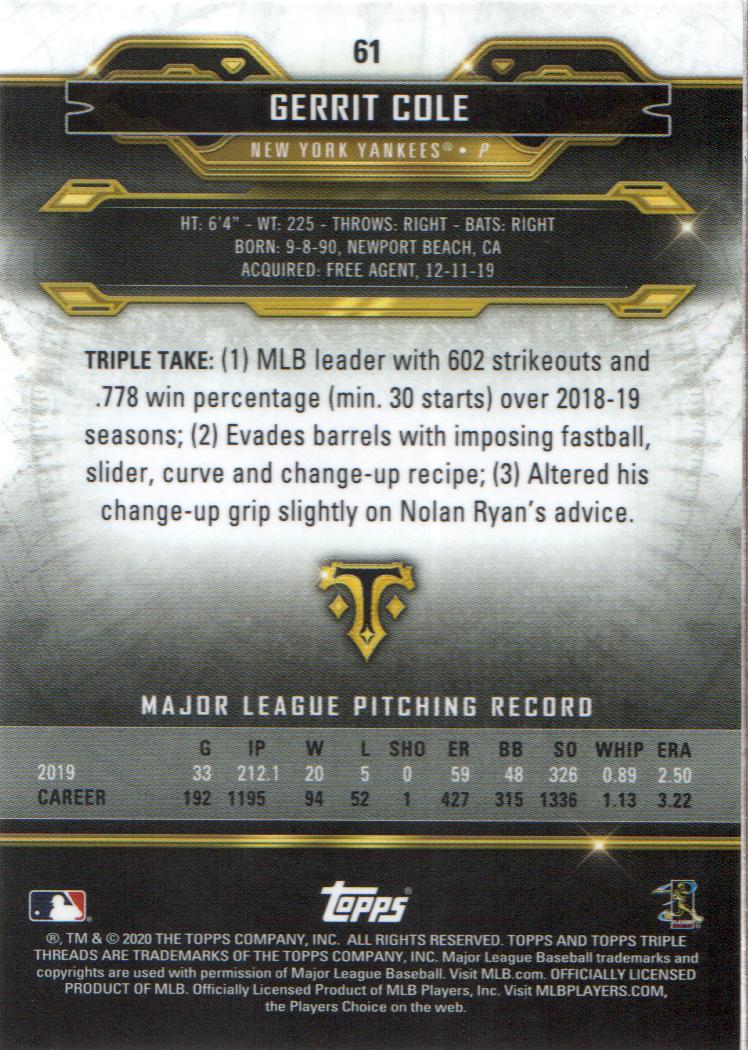 61
GERRIT COLE
NEW YORK YANKEES® • P
HT: 6'4" - WT: 225 - THROWS: RIGHT - BATS: RIGHT
BORN: 9-8-90, NEWPORT BEACH, CA
ACQUIRED: FREE AGENT, 12-11-19
TRIPLE TAKE: (1) MLB leader with 602 strikeouts and
.778 win percentage (min. 30 starts) over 2018-19
seasons; (2) Evades barrels with imposing fastball,
slider, curve and change-up recipe; (3) Altered his
change-up grip slightly on Nolan Ryan's advice.
T
MAJOR LEAGUE PITCHING RECORD
G IP W L SHO ER BB SO WHIP ERA
2019 33 212.1 20 5 0 59 48 326 0.89 2.50
CAREER 192 1195 94 52 1 427 315 1336 1.13 3.22
Topps®
®, TM & © 2020 THE TOPPS COMPANY, INC. ALL RIGHTS RESERVED. TOPPS AND TOPPS TRIPLE
THREADS ARE TRADEMARKS OF THE TOPPS COMPANY, INC. Major League Baseball trademarks and
copyrights are used with permission of Major League Baseball. Visit MLB.com. OFFICIALLY LICENSED
PRODUCT OF MLB. Officially Licensed Product of MLB Players, Inc. Visit MLBPLAYERS.COM,
the Players Choice on the web.